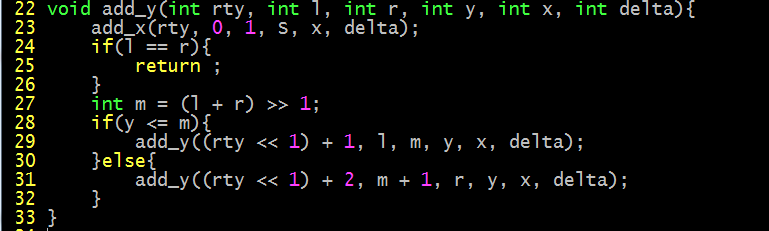 22 void add_y(int rty, int l, int r, int y, int x, int delta){
23     add_x(rty, 0, 1, S, x, delta);
24     if(l == r){
25         return ;
26     }
27     int m = (l + r) >> 1;
28     if(y <= m){
29         add_y((rty << 1) + 1, l, m, y, x, delta);
30     }else{
31         add_y((rty << 1) + 2, m + 1, r, y, x, delta);
32     }
33 }